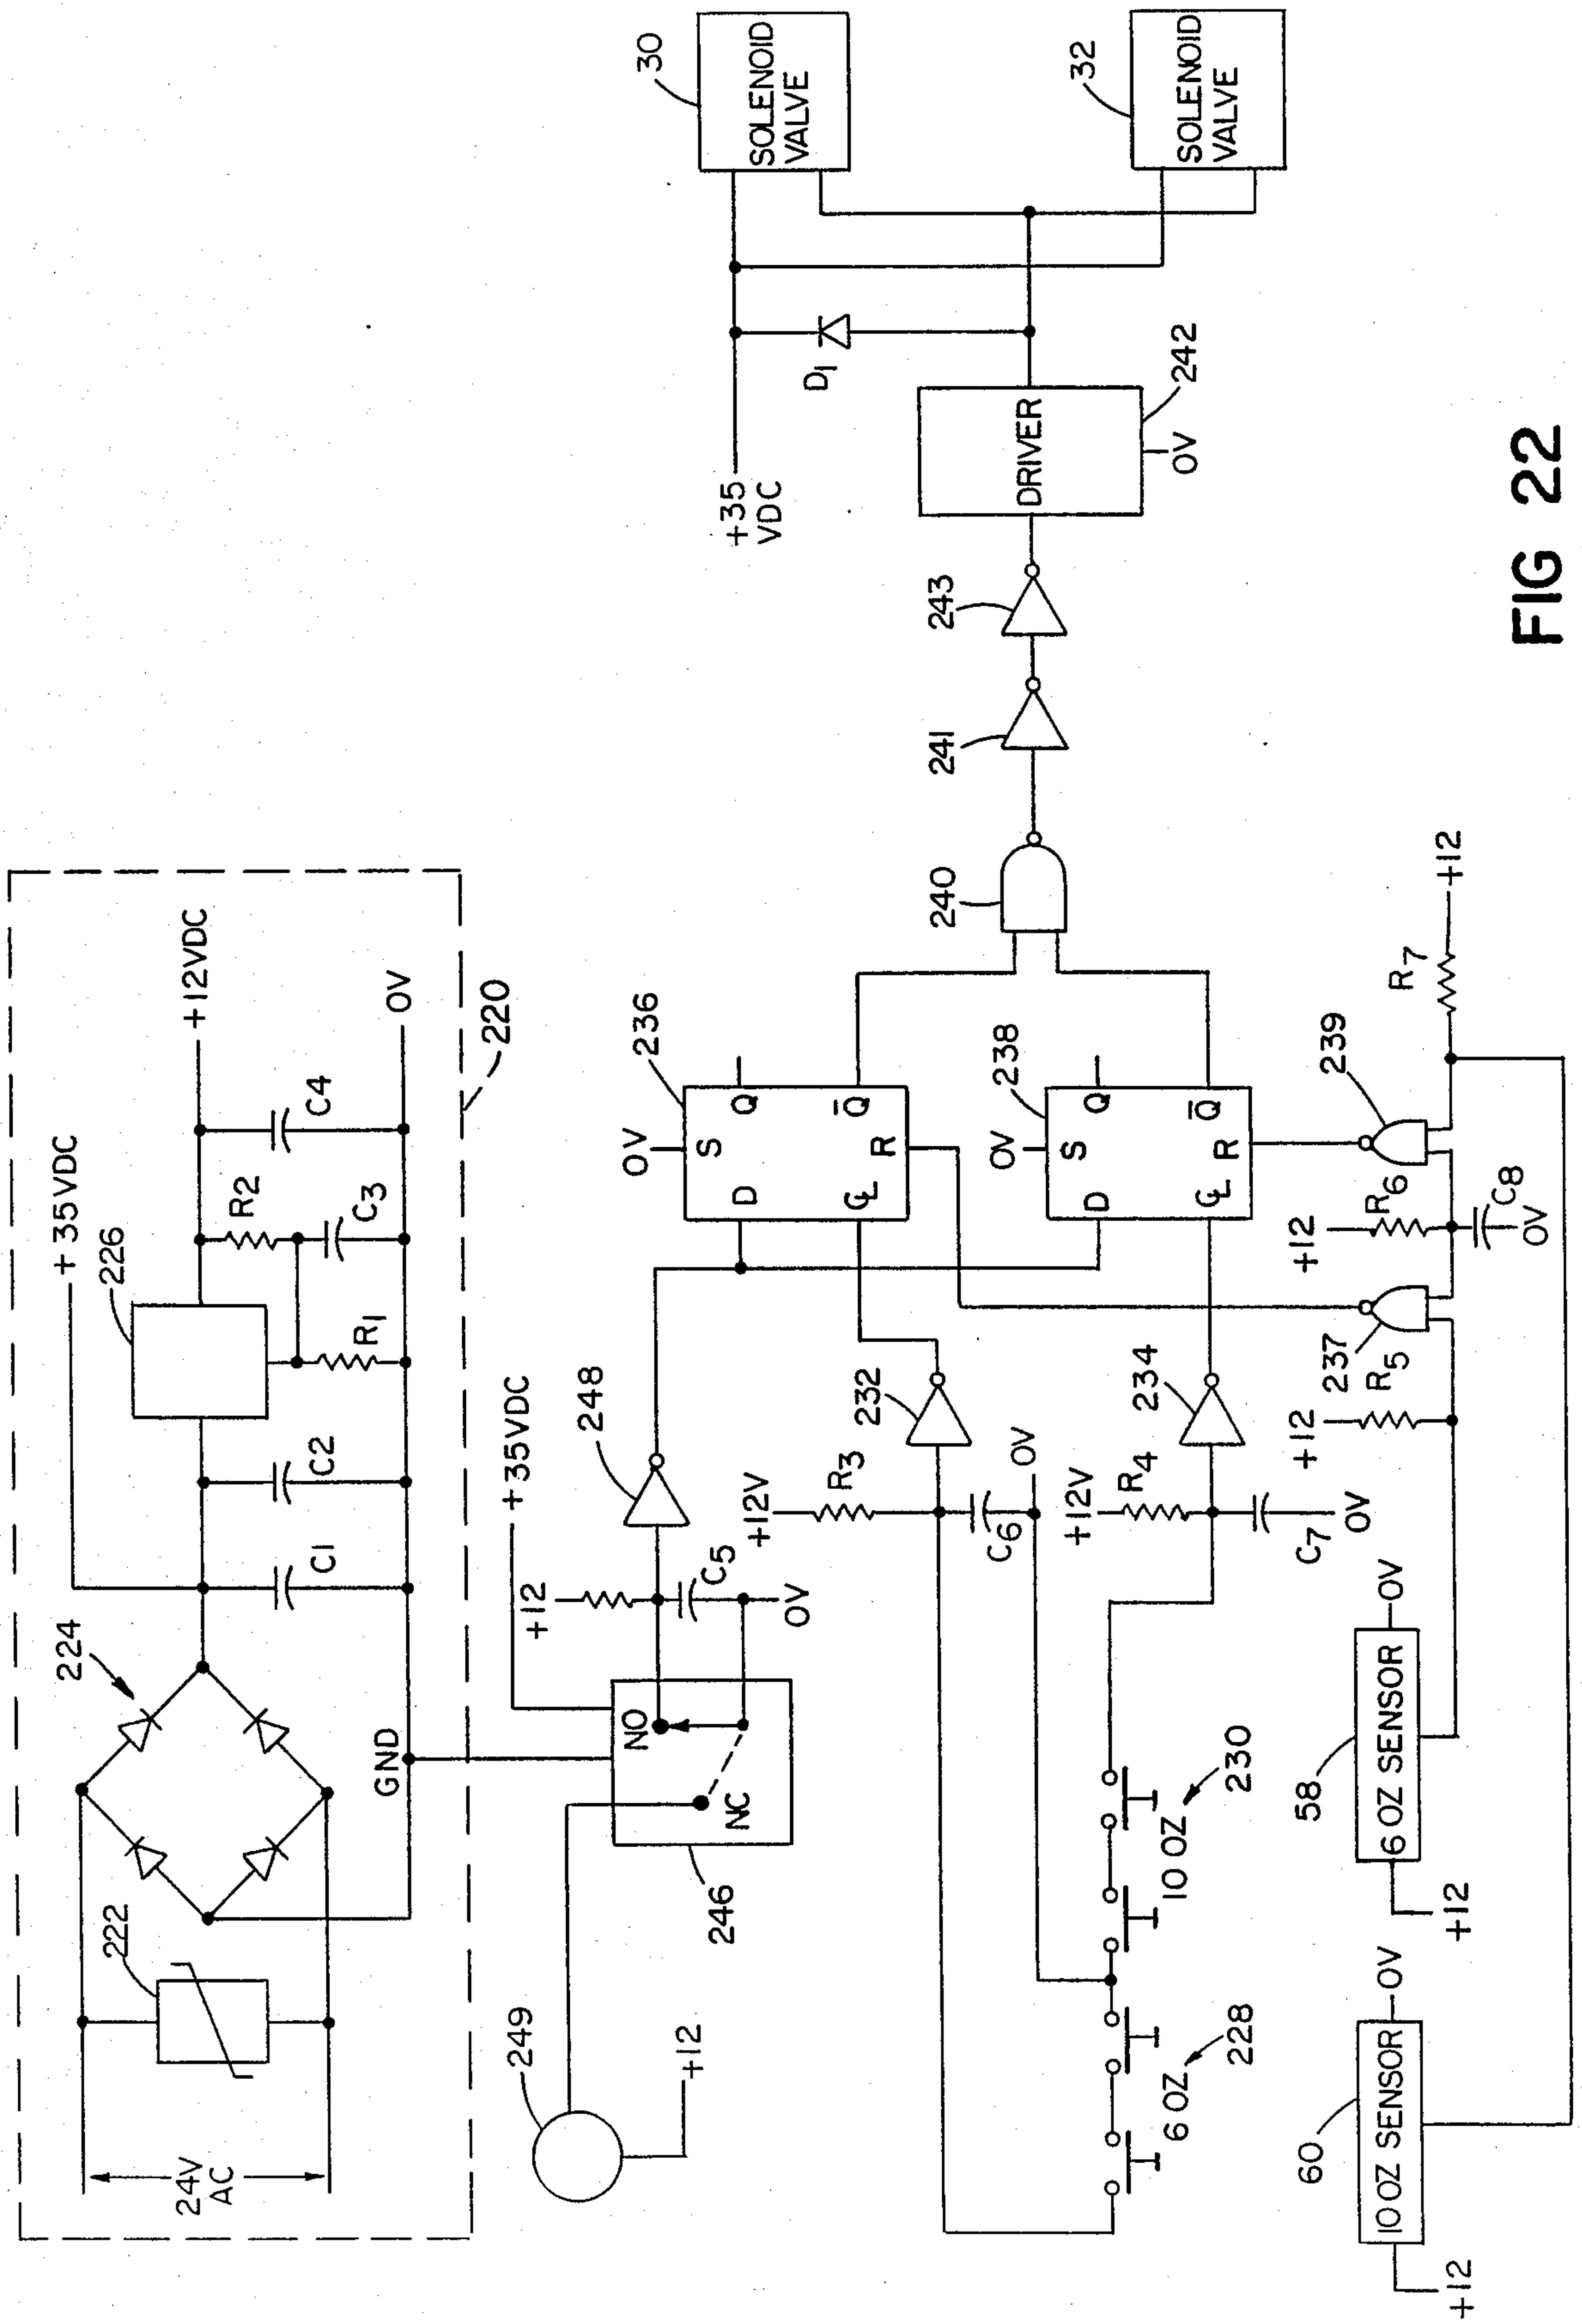 24V
AC
222
224
GND
C1
C2
+35VDC
226
R1
R2
C3
C4
+12VDC
0V
220
249
+12
246
NC
NO
+35VDC
+12
C5
0V
248
+12V
R3
C6
0V
232
+12V
R4
C7
0V
234
6 OZ
228
10 OZ
230
60
10 OZ SENSOR
+12
0V
58
6 OZ SENSOR
+12
0V
+12
R5
237
+12
R6
C8
0V
239
R7
+12
236
0V
D
S
Q
CL
R
Q̅
238
0V
D
S
Q
CL
R
Q̅
240
241
243
DRIVER
242
0V
+35
VDC
D1
30
SOLENOID
VALVE
32
SOLENOID
VALVE
FIG 22